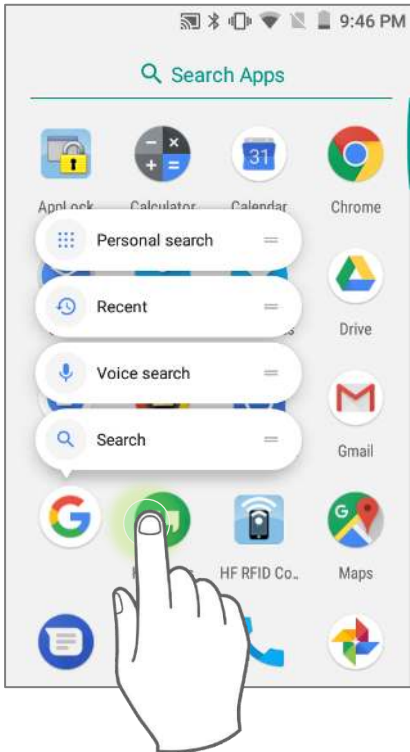 9:46 PM
Search Apps
31
AppLock Calculator Calendar Chrome
Personal search
Recent
Drive
Voice search
Gmail
Search
G
G
HF RFID Co..
Maps